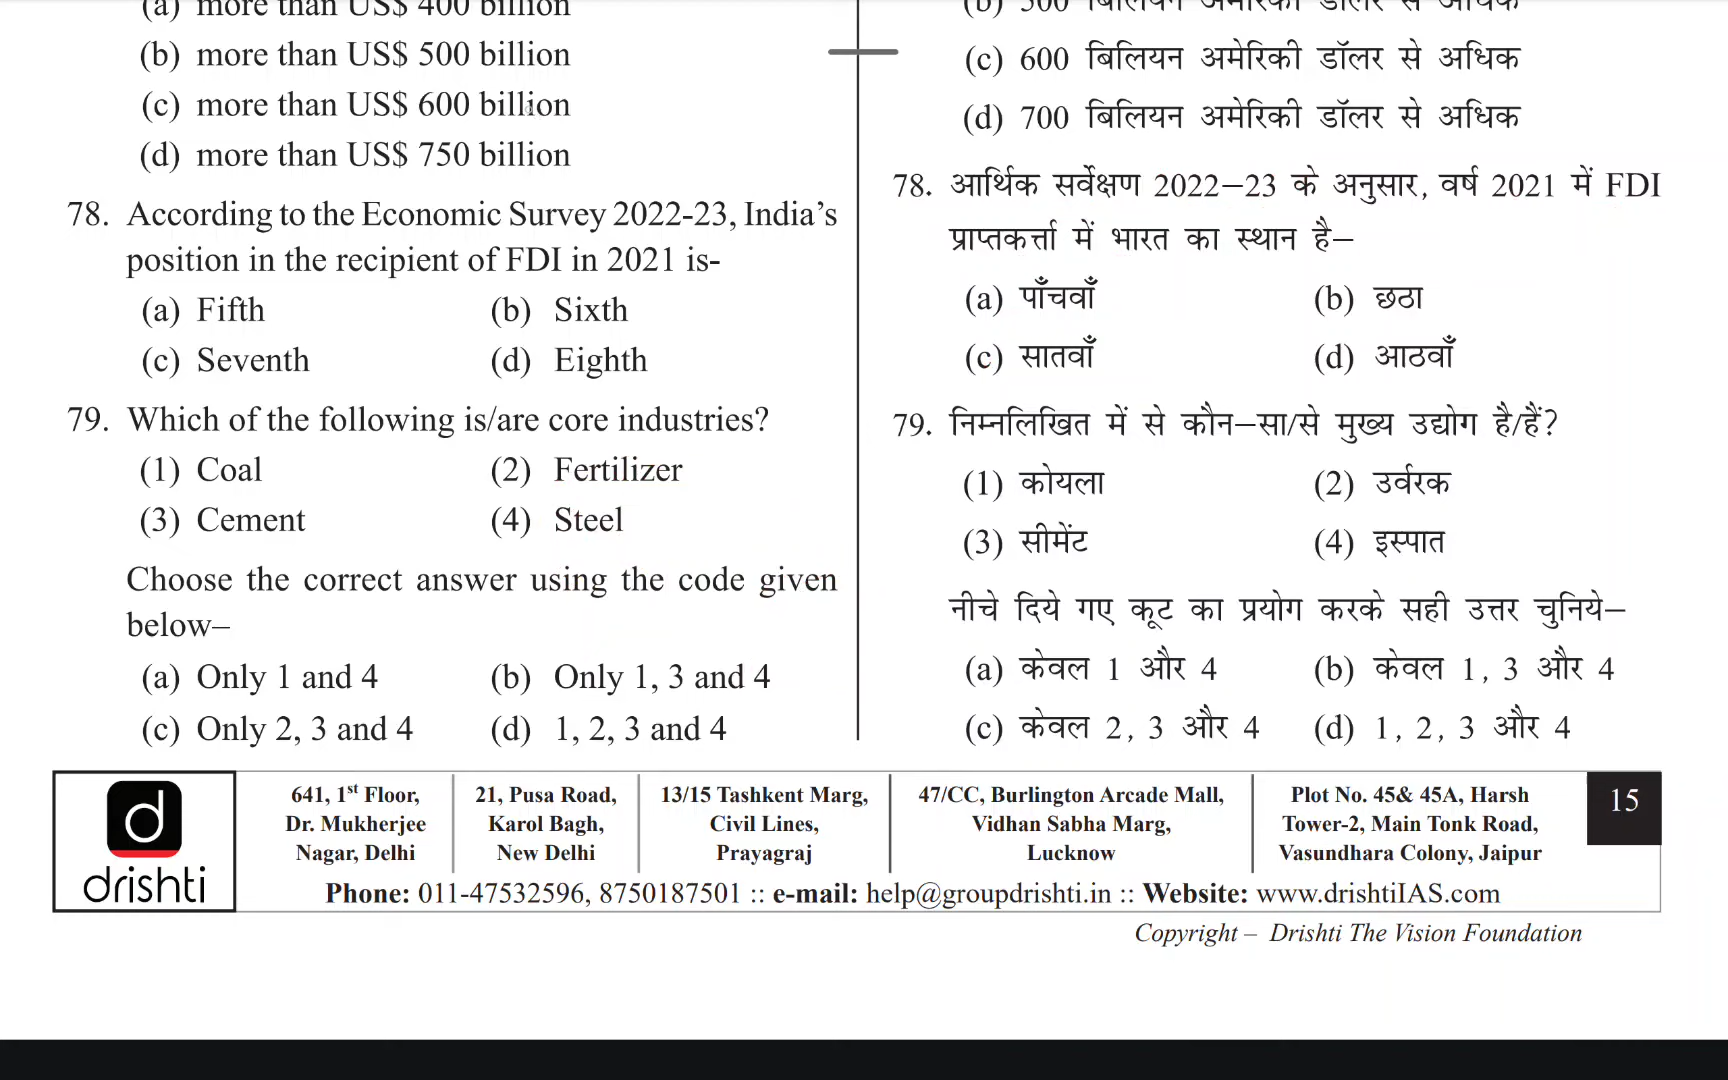 (a) more than US$ 400 billion
(b) more than US$ 500 billion
(c) more than US$ 600 billion
(d) more than US$ 750 billion
78. According to the Economic Survey 2022-23, India's
position in the recipient of FDI in 2021 is-
(a) Fifth (b) Sixth
(c) Seventh (d) Eighth
79. Which of the following is/are core industries?
(1) Coal (2) Fertilizer
(3) Cement (4) Steel
Choose the correct answer using the code given
below–
(a) Only 1 and 4 (b) Only 1, 3 and 4
(c) Only 2, 3 and 4 (d) 1, 2, 3 and 4
(b) 500 बिलियन अमेरिकी डॉलर से अधिक
(c) 600 बिलियन अमेरिकी डॉलर से अधिक
(d) 700 बिलियन अमेरिकी डॉलर से अधिक
78. आर्थिक सर्वेक्षण 2022–23 के अनुसार, वर्ष 2021 में FDI
प्राप्तकर्त्ता में भारत का स्थान है–
(a) पाँचवाँ (b) छठा
(c) सातवाँ (d) आठवाँ
79. निम्नलिखित में से कौन–सा/से मुख्य उद्योग है/हैं?
(1) कोयला (2) उर्वरक
(3) सीमेंट (4) इस्पात
नीचे दिये गए कूट का प्रयोग करके सही उत्तर चुनिये–
(a) केवल 1 और 4 (b) केवल 1, 3 और 4
(c) केवल 2, 3 और 4 (d) 1, 2, 3 और 4
d
drishti
641, 1st Floor,
Dr. Mukherjee
Nagar, Delhi
21, Pusa Road,
Karol Bagh,
New Delhi
13/15 Tashkent Marg,
Civil Lines,
Prayagraj
47/CC, Burlington Arcade Mall,
Vidhan Sabha Marg,
Lucknow
Plot No. 45& 45A, Harsh
Tower-2, Main Tonk Road,
Vasundhara Colony, Jaipur
15
Phone: 011-47532596, 8750187501 :: e-mail: help@groupdrishti.in :: Website: www.drishtiIAS.com
Copyright – Drishti The Vision Foundation